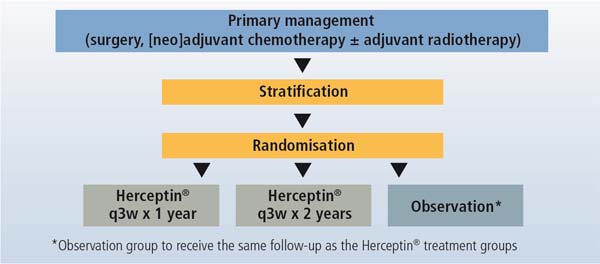 Primary management
(surgery, [neo]adjuvant chemotherapy ± adjuvant radiotherapy)
Stratification
Randomisation
Herceptin®
q3w x 1 year
Herceptin®
q3w x 2 years
Observation*
*Observation group to receive the same follow-up as the Herceptin® treatment groups